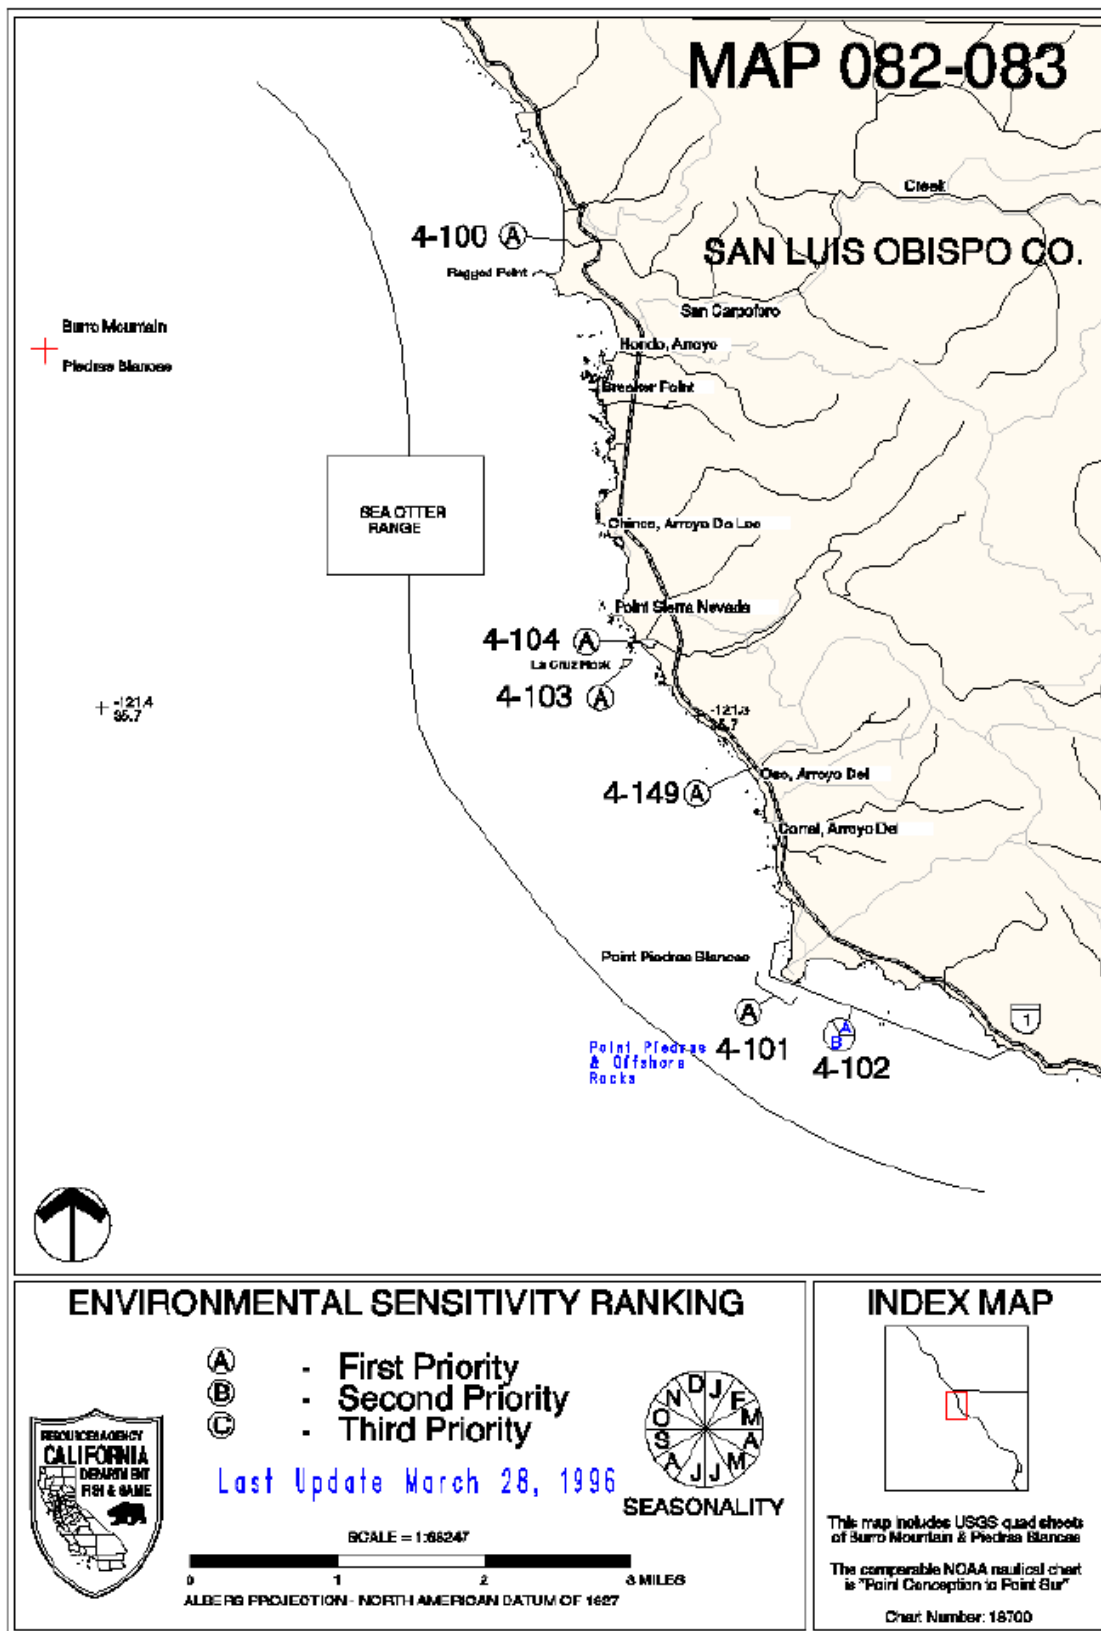 MAP 082-083
Creek
4-100 A
SAN LUIS OBISPO CO.
Ragged Point
San Carpoforo
Burro Mountain
Hondo, Arroyo
Piedras Blancas
Breaker Point
SEA OTTER
RANGE
Chinos, Arroyo De Los
Point Sierra Nevada
4-104 A
La Cruz Rock
4-103 A
-121.4
35.7
-121.3
35.7
Oso, Arroyo Del
4-149 A
Corral, Arroyo Del
Point Piedras Blancas
A
4-101
1
A
B
4-102
Point Piedras
& Offshore
Rocks
ENVIRONMENTAL SENSITIVITY RANKING
A - First Priority
B - Second Priority
C - Third Priority
Last Update March 28, 1996
D J F M A M J J A S O N
SEASONALITY
RESOURCES AGENCY
CALIFORNIA
DEPARTMENT
FISH & GAME
SCALE = 1:68247
0 1 2 3 MILES
ALBERS PROJECTION - NORTH AMERICAN DATUM OF 1927
INDEX MAP
This map includes USGS quad sheets
of Burro Mountain & Piedras Blancas
The comparable NOAA nautical chart
is "Point Conception to Point Sur"
Chart Number: 18700